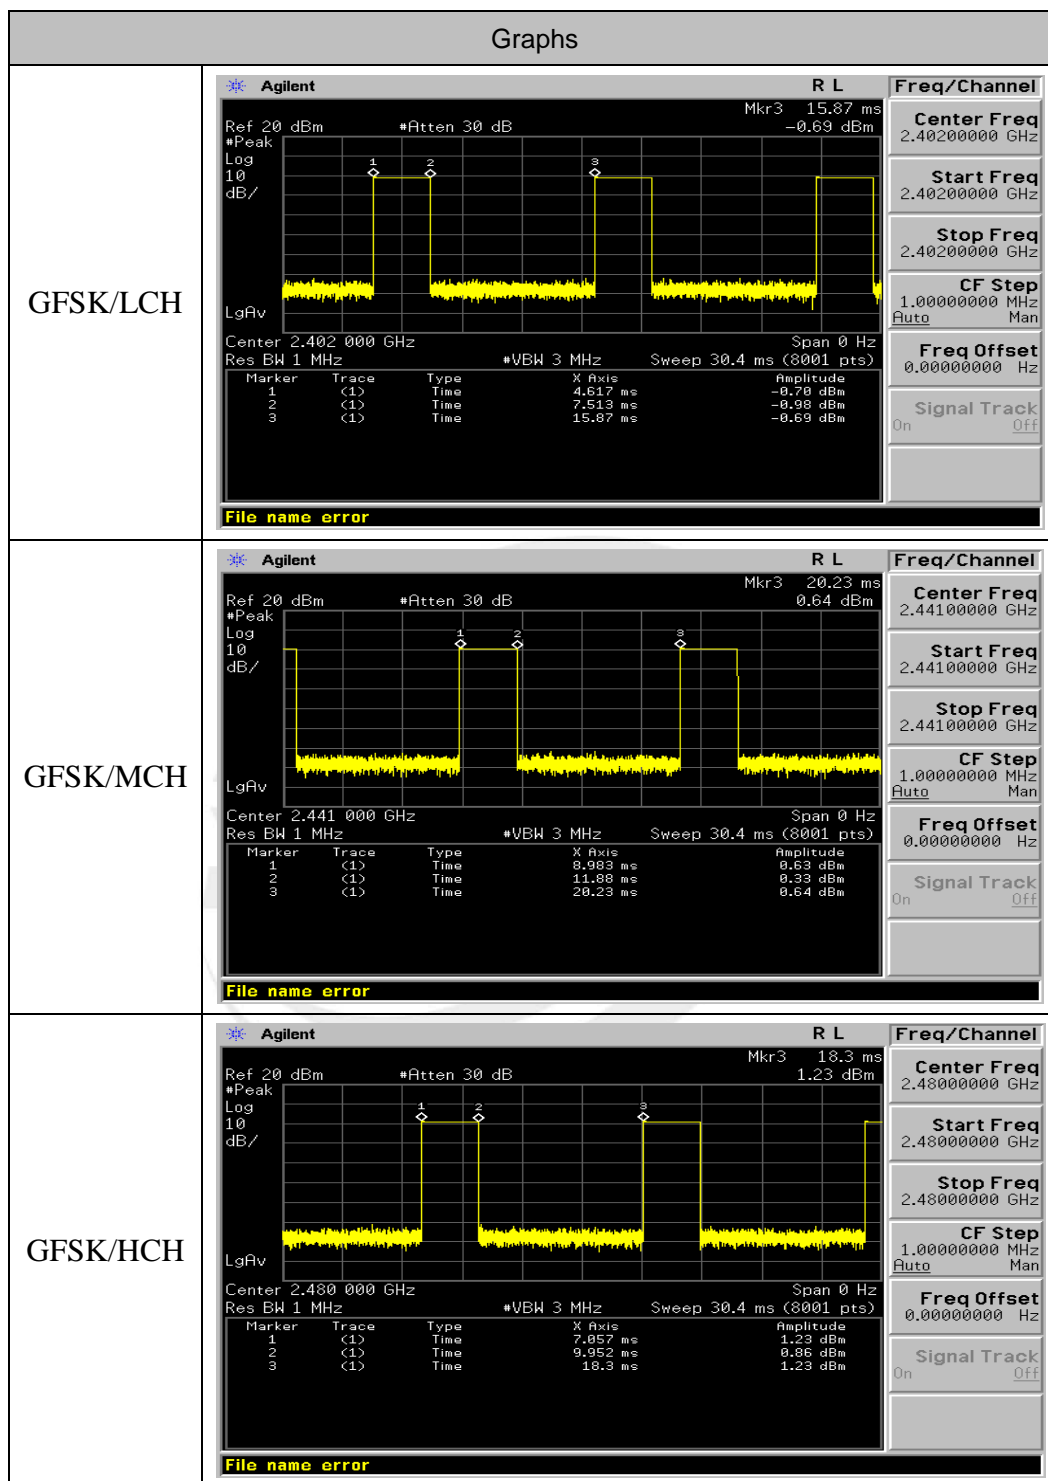 Graphs
GFSK/LCH
Agilent R L Freq/Channel
Mkr3 15.87 ms
Ref 20 dBm #Atten 30 dB -0.69 dBm
#Peak
Log
10
dB/
1 2 3
LgAv
Center 2.402 000 GHz Span 0 Hz
Res BW 1 MHz #VBW 3 MHz Sweep 30.4 ms (8001 pts)
Marker Trace Type X Axis Amplitude
1 (1) Time 4.617 ms -0.70 dBm
2 (1) Time 7.513 ms -0.98 dBm
3 (1) Time 15.87 ms -0.69 dBm
File name error
Center Freq
2.40200000 GHz
Start Freq
2.40200000 GHz
Stop Freq
2.40200000 GHz
CF Step
1.00000000 MHz
Auto Man
Freq Offset
0.00000000 Hz
Signal Track
On Off
GFSK/MCH
Agilent R L Freq/Channel
Mkr3 20.23 ms
Ref 20 dBm #Atten 30 dB 0.64 dBm
#Peak
Log
10
dB/
1 2 3
LgAv
Center 2.441 000 GHz Span 0 Hz
Res BW 1 MHz #VBW 3 MHz Sweep 30.4 ms (8001 pts)
Marker Trace Type X Axis Amplitude
1 (1) Time 8.983 ms 0.63 dBm
2 (1) Time 11.88 ms 0.33 dBm
3 (1) Time 20.23 ms 0.64 dBm
File name error
Center Freq
2.44100000 GHz
Start Freq
2.44100000 GHz
Stop Freq
2.44100000 GHz
CF Step
1.00000000 MHz
Auto Man
Freq Offset
0.00000000 Hz
Signal Track
On Off
GFSK/HCH
Agilent R L Freq/Channel
Mkr3 18.3 ms
Ref 20 dBm #Atten 30 dB 1.23 dBm
#Peak
Log
10
dB/
1 2 3
LgAv
Center 2.480 000 GHz Span 0 Hz
Res BW 1 MHz #VBW 3 MHz Sweep 30.4 ms (8001 pts)
Marker Trace Type X Axis Amplitude
1 (1) Time 7.057 ms 1.23 dBm
2 (1) Time 9.952 ms 0.86 dBm
3 (1) Time 18.3 ms 1.23 dBm
File name error
Center Freq
2.48000000 GHz
Start Freq
2.48000000 GHz
Stop Freq
2.48000000 GHz
CF Step
1.00000000 MHz
Auto Man
Freq Offset
0.00000000 Hz
Signal Track
On Off